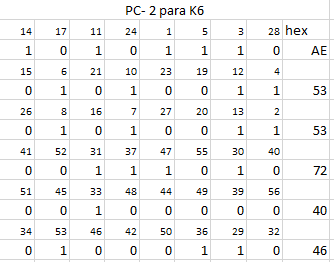 PC- 2 para K6
14 17 11 24 1 5 3 28 hex
1 0 1 0 1 1 1 0 AE
15 6 21 10 23 19 12 4
0 1 0 1 0 0 1 1 53
26 8 16 7 27 20 13 2
0 1 0 1 0 0 1 1 53
41 52 31 37 47 55 30 40
0 0 1 1 1 0 1 0 72
51 45 33 48 44 49 39 56
0 0 1 0 0 0 0 0 40
34 53 46 42 50 36 29 32
0 1 0 0 0 1 1 0 46